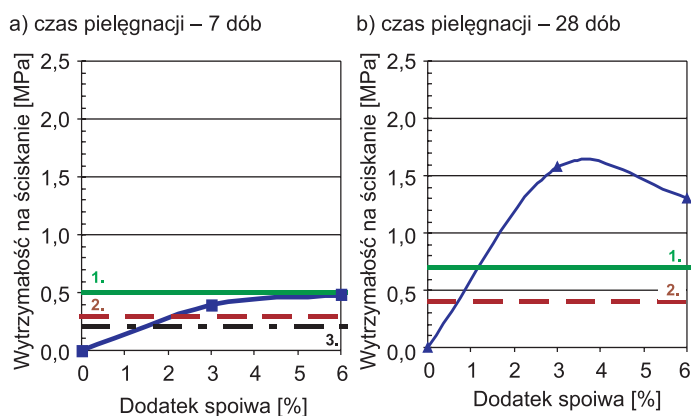 a) czas pielęgnacji – 7 dób
Wytrzymałość na ściskanie [MPa]
2,5
2,0
1,5
1,0
0,5
0,0
1.
2.
3.
0 1 2 3 4 5 6
Dodatek spoiwa [%]
b) czas pielęgnacji – 28 dób
Wytrzymałość na ściskanie [MPa]
2,5
2,0
1,5
1,0
0,5
0,0
1.
2.
0 1 2 3 4 5 6
Dodatek spoiwa [%]